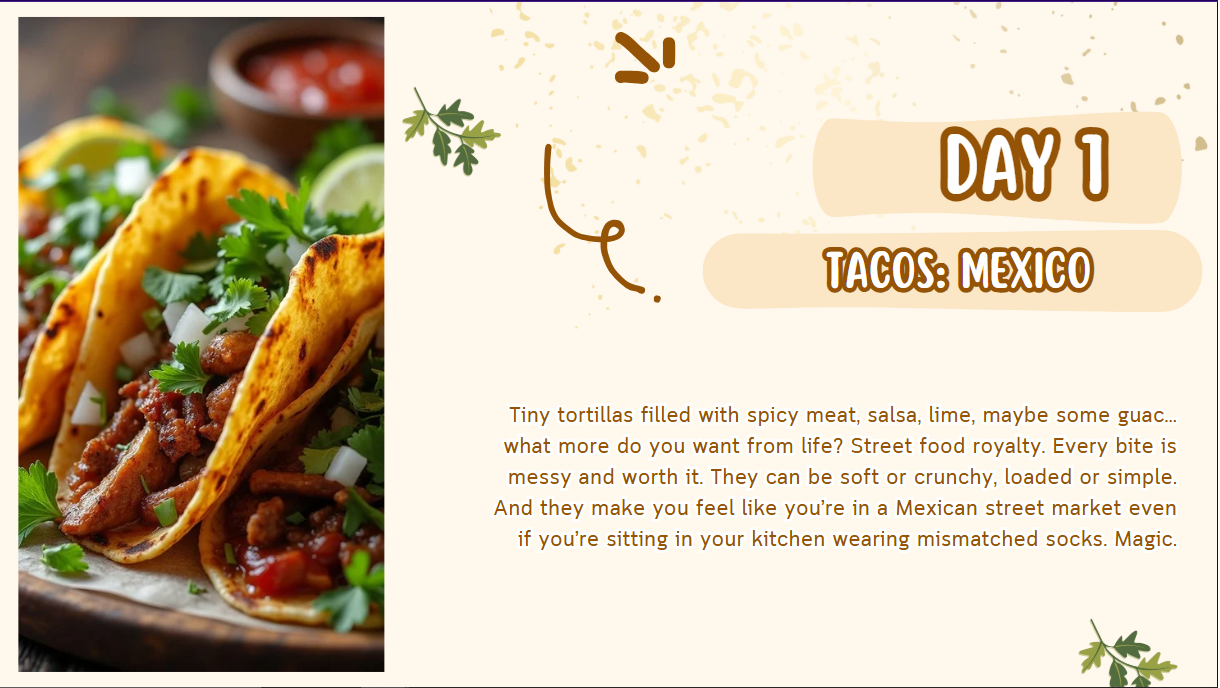 DAY 1
TACOS: MEXICO
Tiny tortillas filled with spicy meat, salsa, lime, maybe some guac...
what more do you want from life? Street food royalty. Every bite is
messy and worth it. They can be soft or crunchy, loaded or simple.
And they make you feel like you’re in a Mexican street market even
if you’re sitting in your kitchen wearing mismatched socks. Magic.